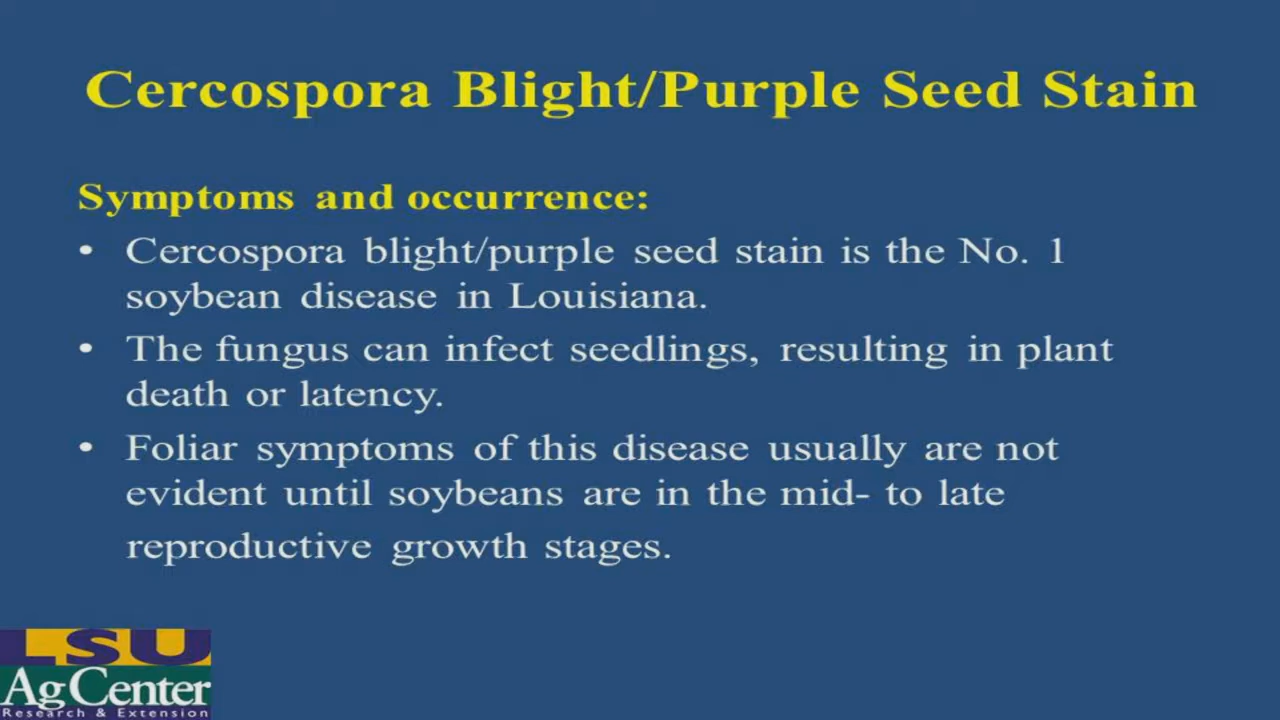 Cercospora Blight/Purple Seed Stain
Symptoms and occurrence:
• Cercospora blight/purple seed stain is the No. 1
soybean disease in Louisiana.
• The fungus can infect seedlings, resulting in plant
death or latency.
• Foliar symptoms of this disease usually are not
evident until soybeans are in the mid- to late
reproductive growth stages.
LSU
AgCenter
Research & Extension